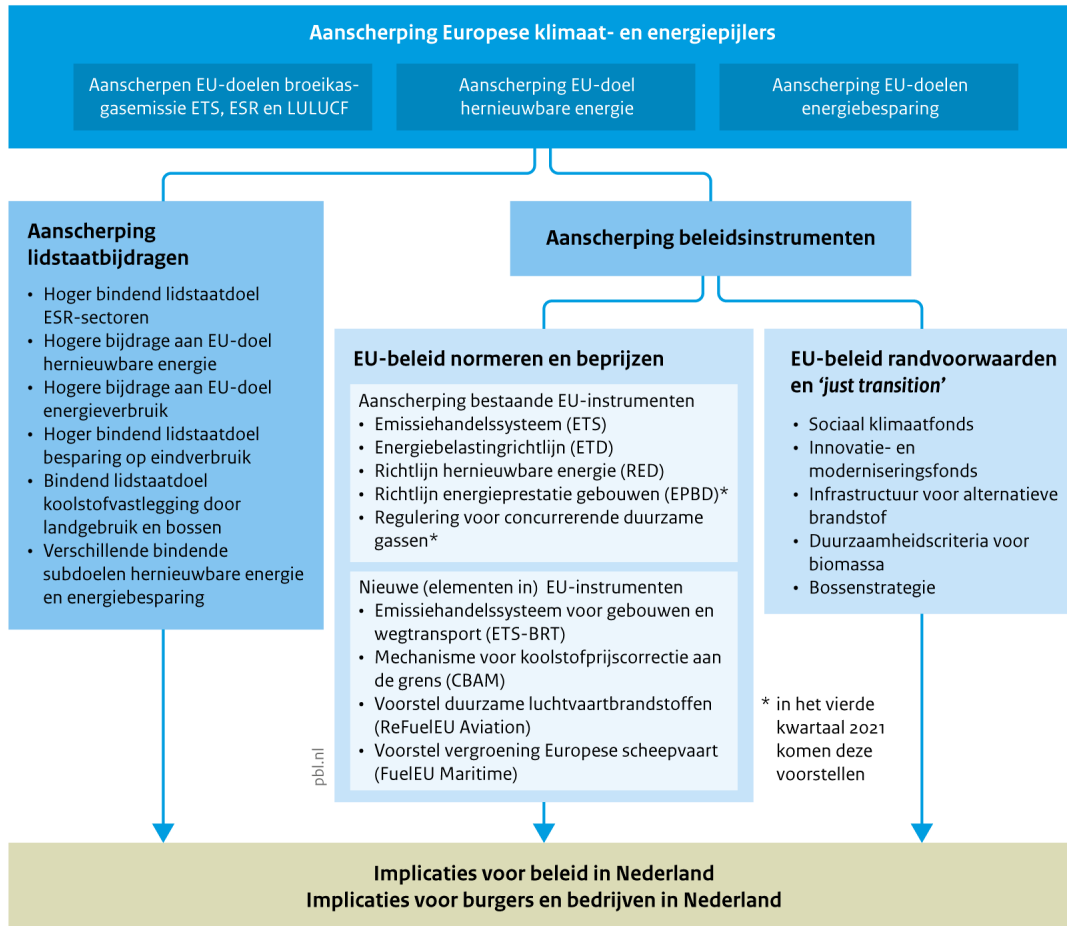 Aanscherping Europese klimaat- en energiepijlers
Aanscherpen EU-doelen broeikas-
gasemissie ETS, ESR en LULUCF
Aanscherping EU-doel
hernieuwbare energie
Aanscherping EU-doelen
energiebesparing
Aanscherping
lidstaatbijdragen
• Hoger bindend lidstaatdoel
ESR-sectoren
• Hogere bijdrage aan EU-doel
hernieuwbare energie
• Hogere bijdrage aan EU-doel
energieverbruik
• Hoger bindend lidstaatdoel
besparing op eindverbruik
• Bindend lidstaatdoel
koolstofvastlegging door
landgebruik en bossen
• Verschillende bindende
subdoelen hernieuwbare energie
en energiebesparing
Aanscherping beleidsinstrumenten
EU-beleid normeren en beprijzen
Aanscherping bestaande EU-instrumenten
• Emissiehandelssysteem (ETS)
• Energiebelastingrichtlijn (ETD)
• Richtlijn hernieuwbare energie (RED)
• Richtlijn energieprestatie gebouwen (EPBD)*
• Regulering voor concurrerende duurzame
gassen*
Nieuwe (elementen in) EU-instrumenten
• Emissiehandelssysteem voor gebouwen en
wegtransport (ETS-BRT)
• Mechanisme voor koolstofprijscorrectie aan
de grens (CBAM)
• Voorstel duurzame luchtvaartbrandstoffen
(ReFuelEU Aviation)
• Voorstel vergroening Europese scheepvaart
(FuelEU Maritime)
EU-beleid randvoorwaarden
en ‘just transition’
• Sociaal klimaatfonds
• Innovatie- en
moderniseringsfonds
• Infrastructuur voor alternatieve
brandstof
• Duurzaamheidscriteria voor
biomassa
• Bossenstrategie
* in het vierde
kwartaal 2021
komen deze
voorstellen
pbl.nl
Implicaties voor beleid in Nederland
Implicaties voor burgers en bedrijven in Nederland